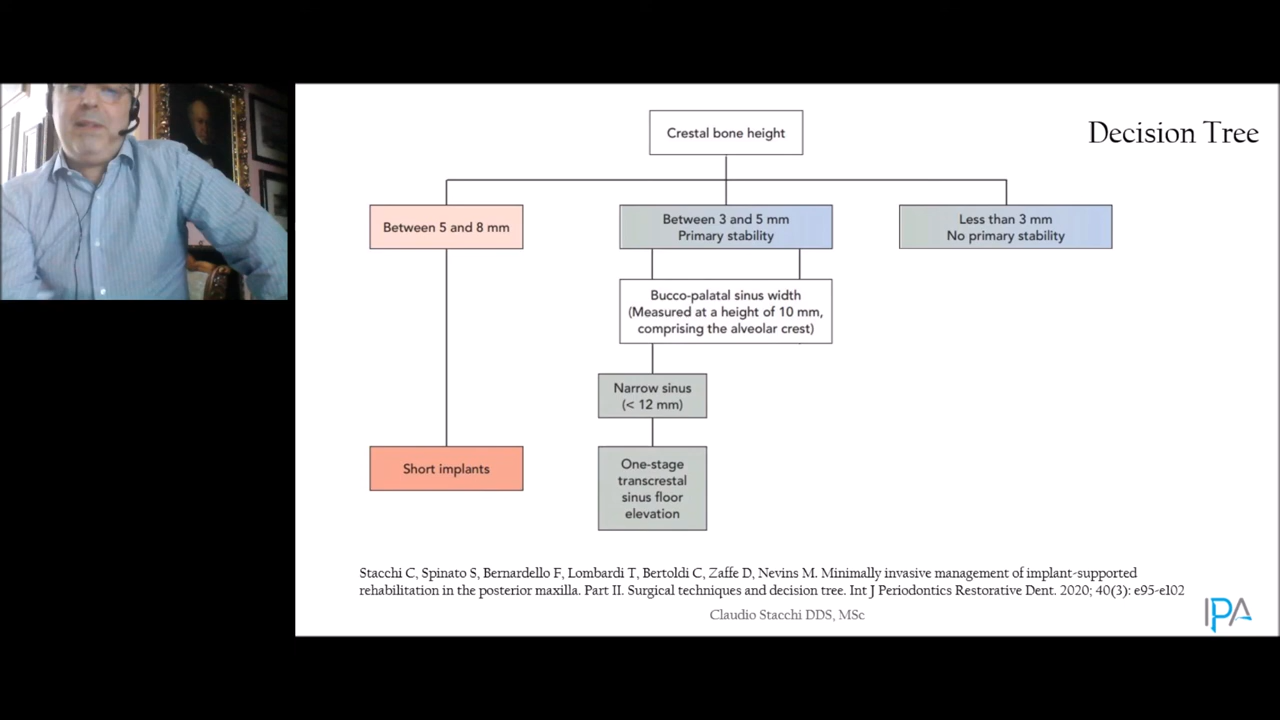 Decision Tree
Crestal bone height
Between 5 and 8 mm
Between 3 and 5 mm
Primary stability
Less than 3 mm
No primary stability
Bucco-palatal sinus width
(Measured at a height of 10 mm,
comprising the alveolar crest)
Narrow sinus
(< 12 mm)
Short implants
One-stage
transcrestal
sinus floor
elevation
Stacchi C, Spinato S, Bernardello F, Lombardi T, Bertoldi C, Zaffe D, Nevins M. Minimally invasive management of implant-supported
rehabilitation in the posterior maxilla. Part II. Surgical techniques and decision tree. Int J Periodontics Restorative Dent. 2020; 40(3): e95-e102
Claudio Stacchi DDS, MSc
IPA